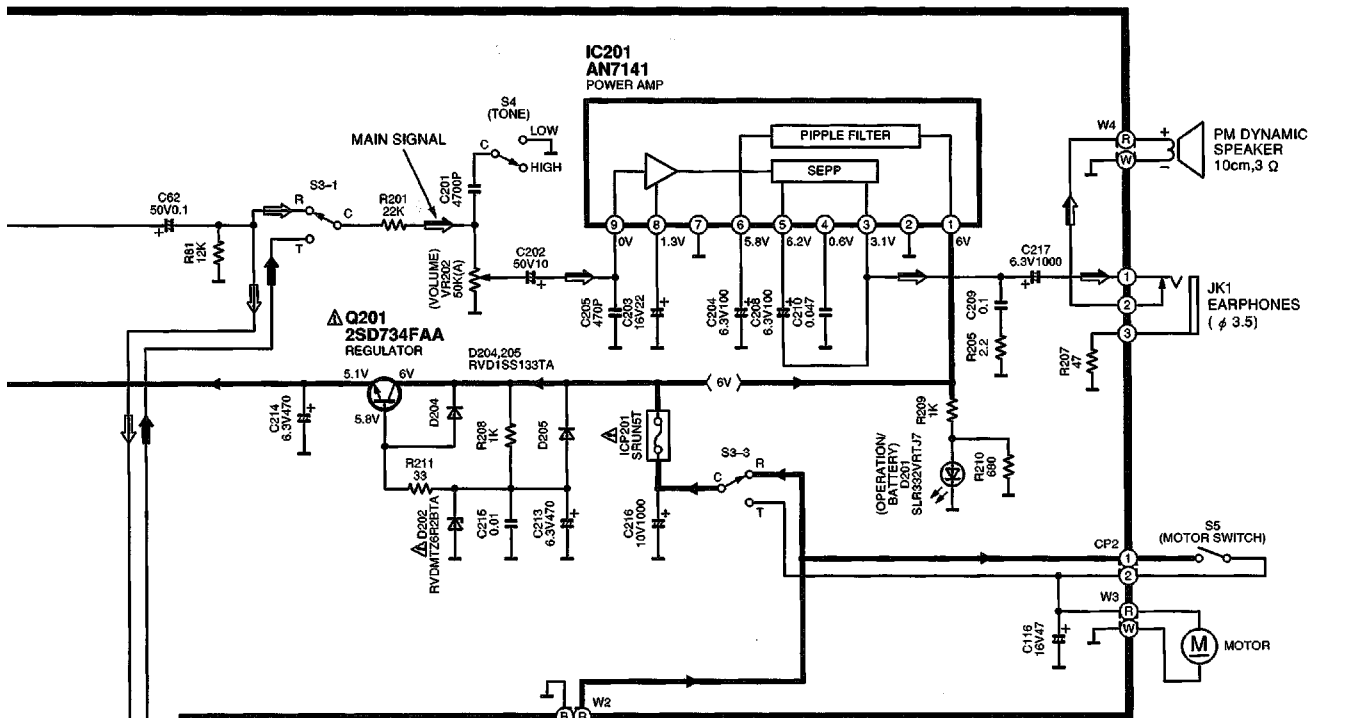 IC201
AN7141
POWER AMP
PIPPLE FILTER
SEPP
9
8
7
6
5
4
3
2
1
0V
1.3V
5.8V
6.2V
0.6V
3.1V
6V
S4
(TONE)
LOW
C
HIGH
MAIN SIGNAL
C201
4700P
C62
50V0.1
R
S3-1
C
T
R201
22K
R81
12K
(VOLUME)
VR202
50K(A)
C202
50V10
C205
470P
C203
16V22
C204
6.3V100
C208
6.3V100
C210
0.047
C209
0.1
R205
2.2
C217
6.3V1000
W4
R
W
+
−
PM DYNAMIC
SPEAKER
10cm,3 Ω
1
2
3
JK1
EARPHONES
( ϕ 3.5)
R207
47
Q201
2SD734FAA
REGULATOR
5.1V
6V
5.8V
D204,205
RVD1SS133TA
C214
6.3V470
D204
R208
1K
D205
R211
33
D202
RVDMTZ6R2BTA
C215
0.01
C213
6.3V470
ICP201
SRUN5T
C216
10V1000
6V
S3-3
C
R
T
R209
1K
(OPERATION/
BATTERY)
D201
SLR332VRTJ7
R210
680
CP2
1
2
S5
(MOTOR SWITCH)
W3
R
W
C116
16V47
M
MOTOR
W2
B
R